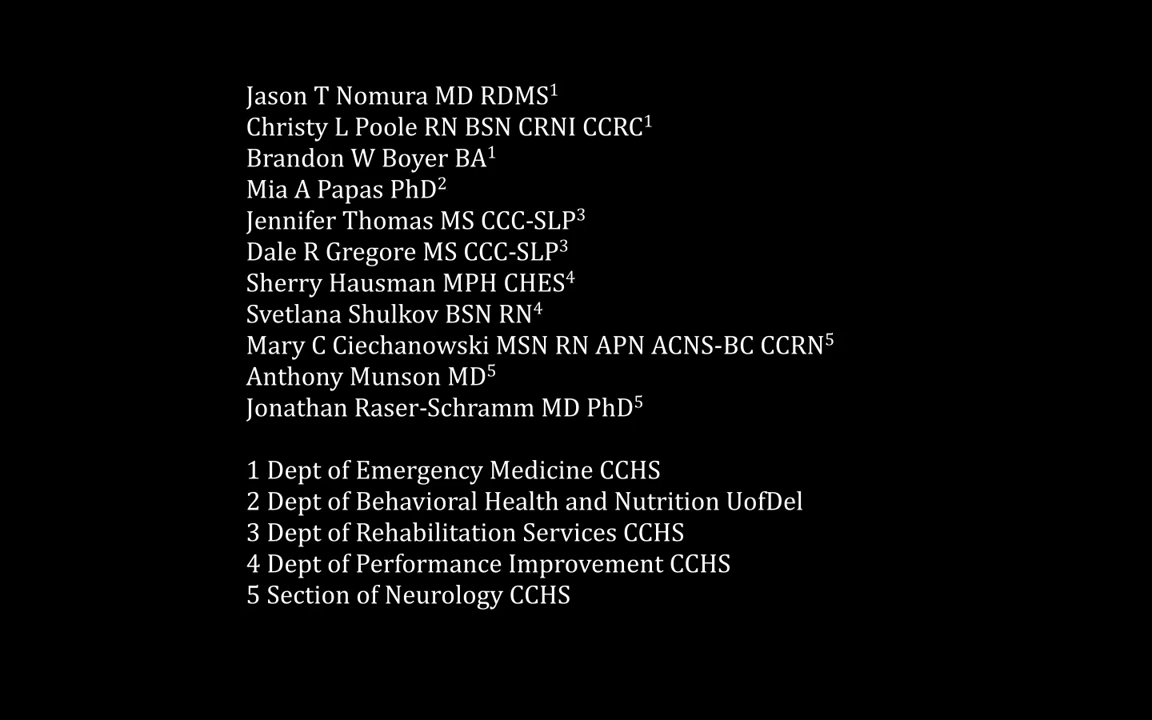 Jason T Nomura MD RDMS¹
Christy L Poole RN BSN CRNI CCRC¹
Brandon W Boyer BA¹
Mia A Papas PhD²
Jennifer Thomas MS CCC-SLP³
Dale R Gregore MS CCC-SLP³
Sherry Hausman MPH CHES⁴
Svetlana Shulkov BSN RN⁴
Mary C Ciechanowski MSN RN APN ACNS-BC CCRN⁵
Anthony Munson MD⁵
Jonathan Raser-Schramm MD PhD⁵
1 Dept of Emergency Medicine CCHS
2 Dept of Behavioral Health and Nutrition UofDel
3 Dept of Rehabilitation Services CCHS
4 Dept of Performance Improvement CCHS
5 Section of Neurology CCHS